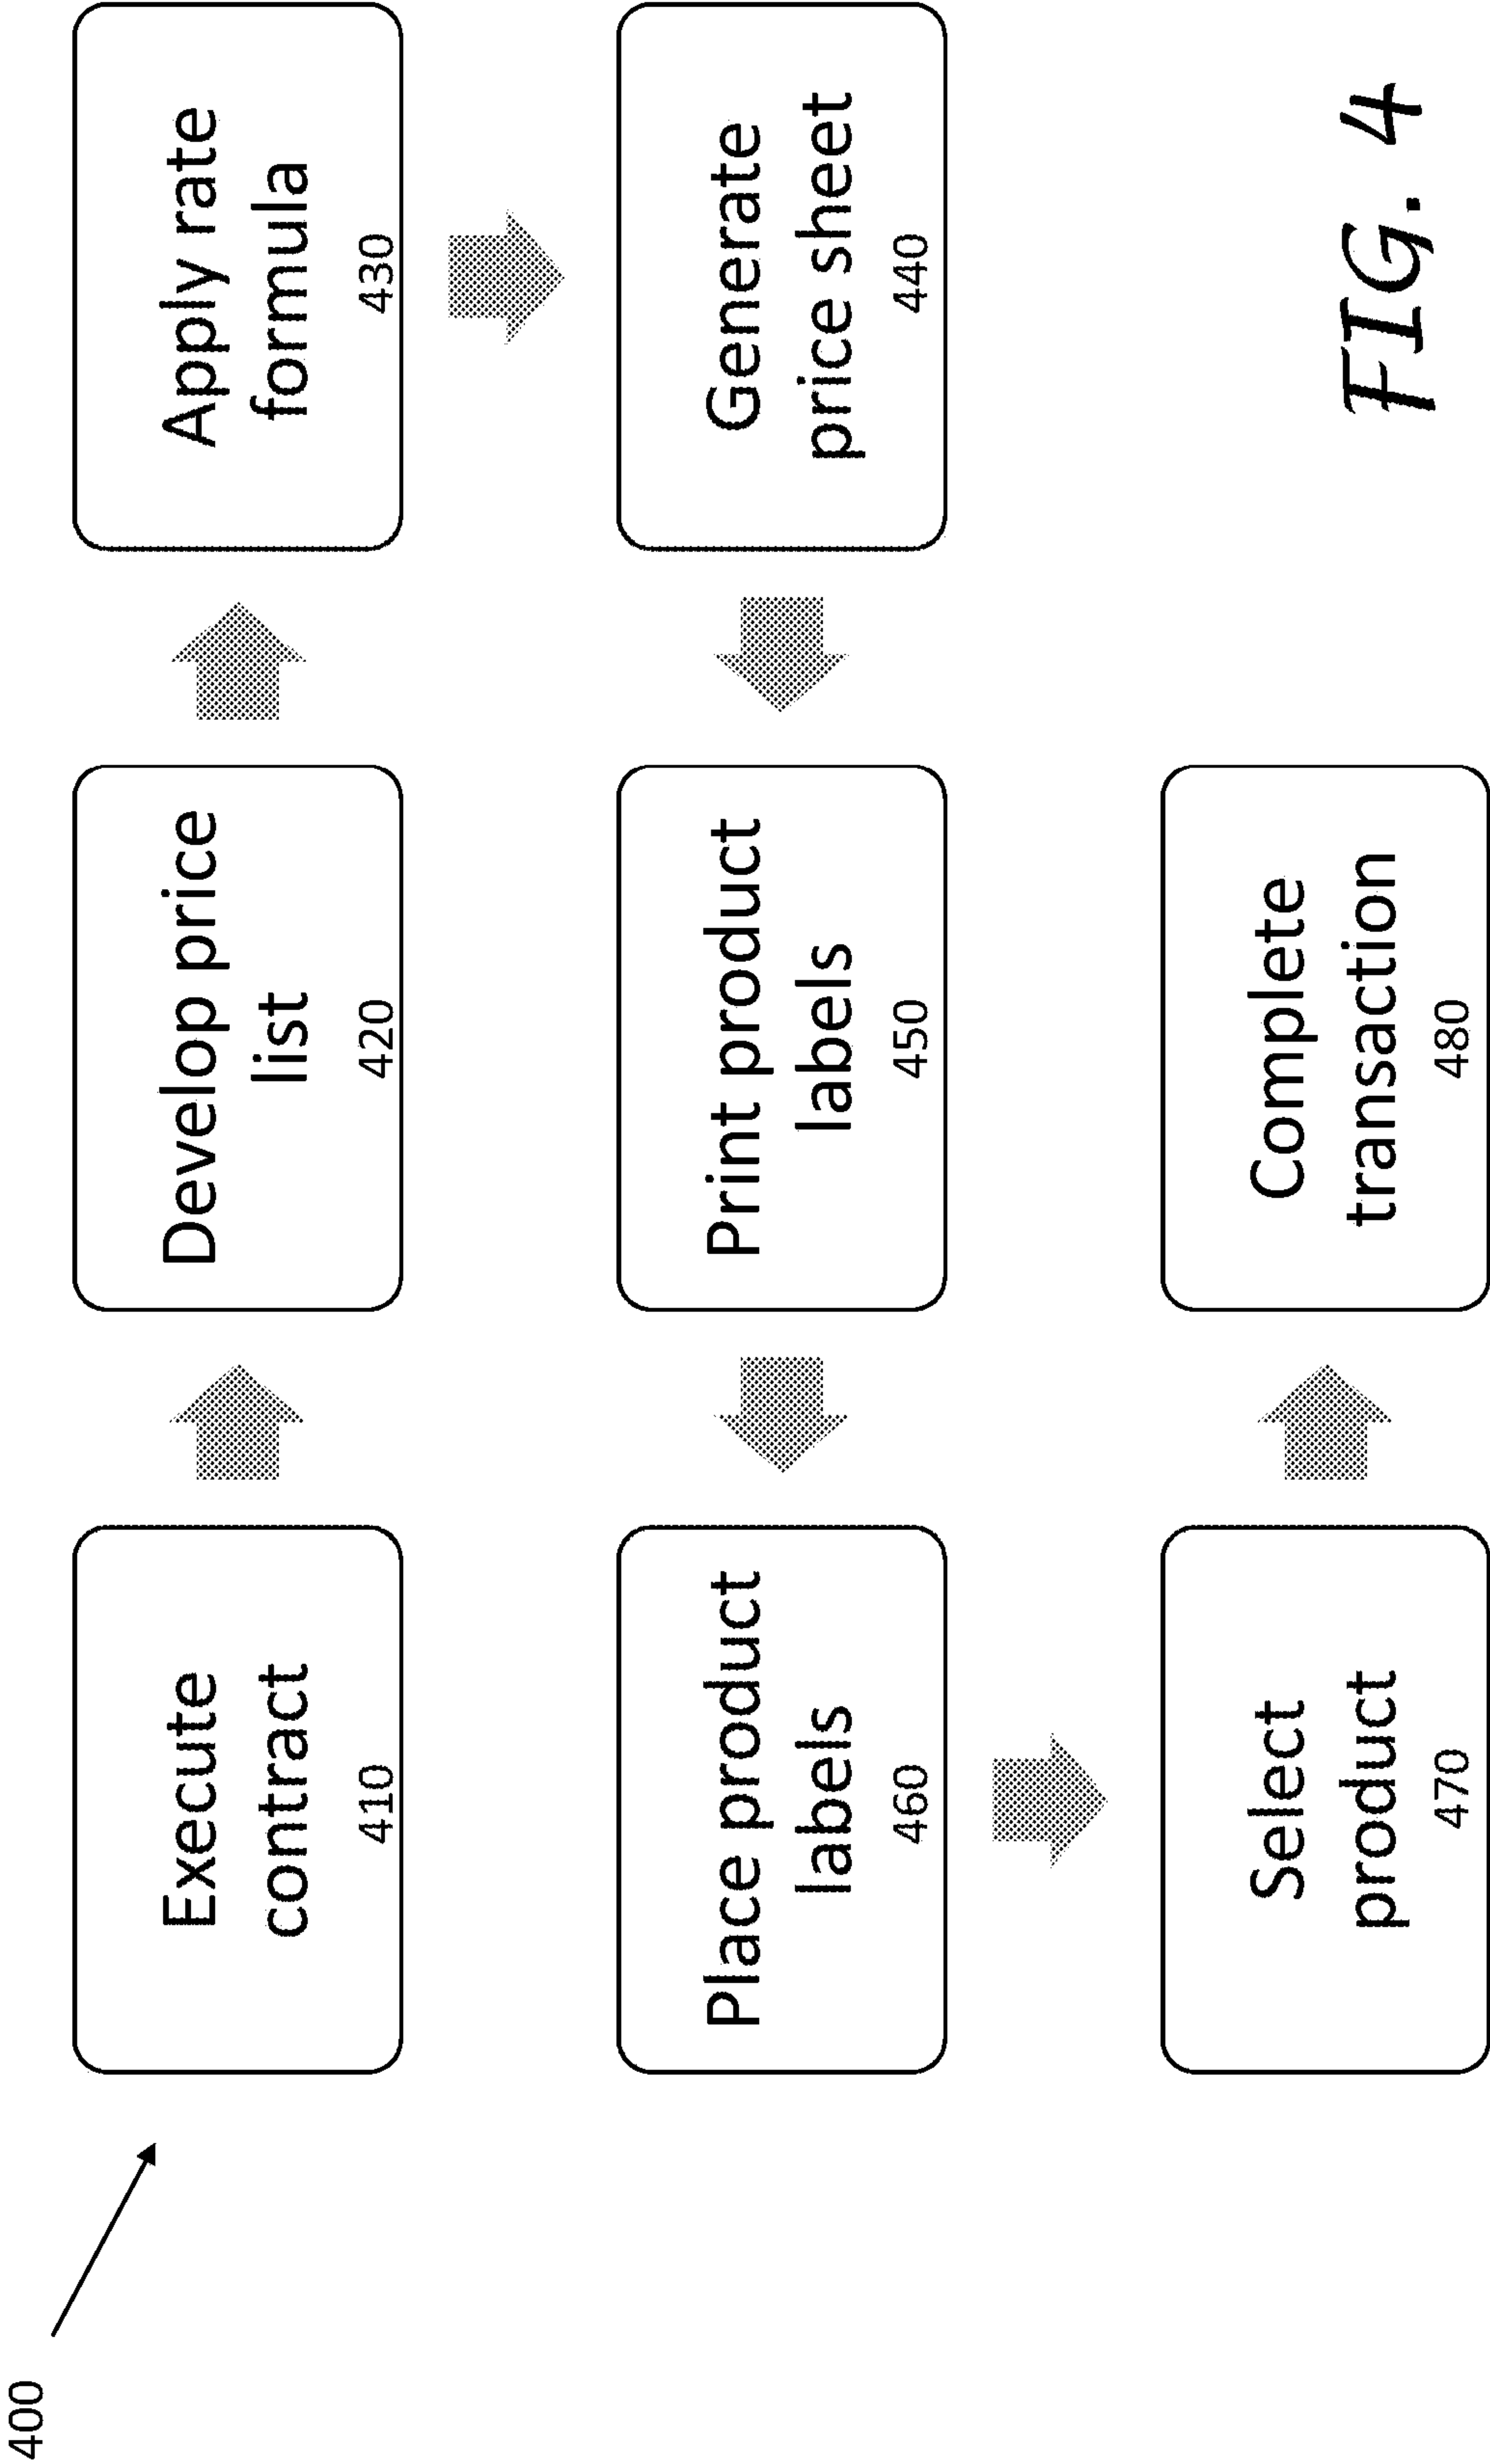 400
Execute
contract
410
Develop price
list
420
Apply rate
formula
430
Generate
price sheet
440
Print product
labels
450
Place product
labels
460
Select
product
470
Complete
transaction
480
FIG. 4